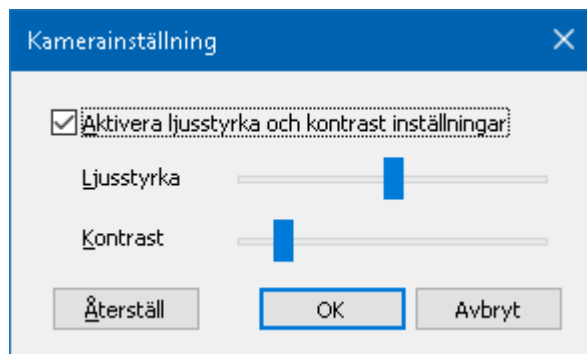 Kamerainställning
Aktivera ljusstyrka och kontrast inställningar
Ljusstyrka
Kontrast
Återställ OK Avbryt